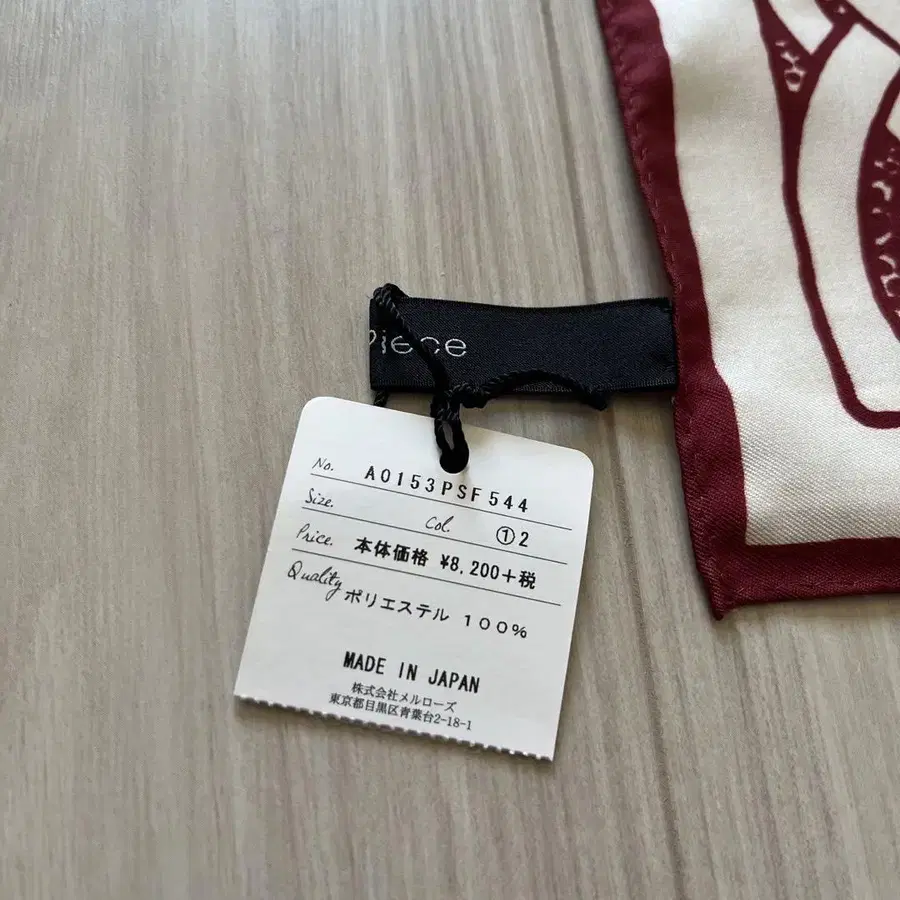 Piece
No. A0153PSF544
Size. Col. ①2
Price. 本体価格 ¥8,200+税
Quality ポリエステル 100%
MADE IN JAPAN
株式会社メルローズ
東京都目黒区青葉台2-18-1